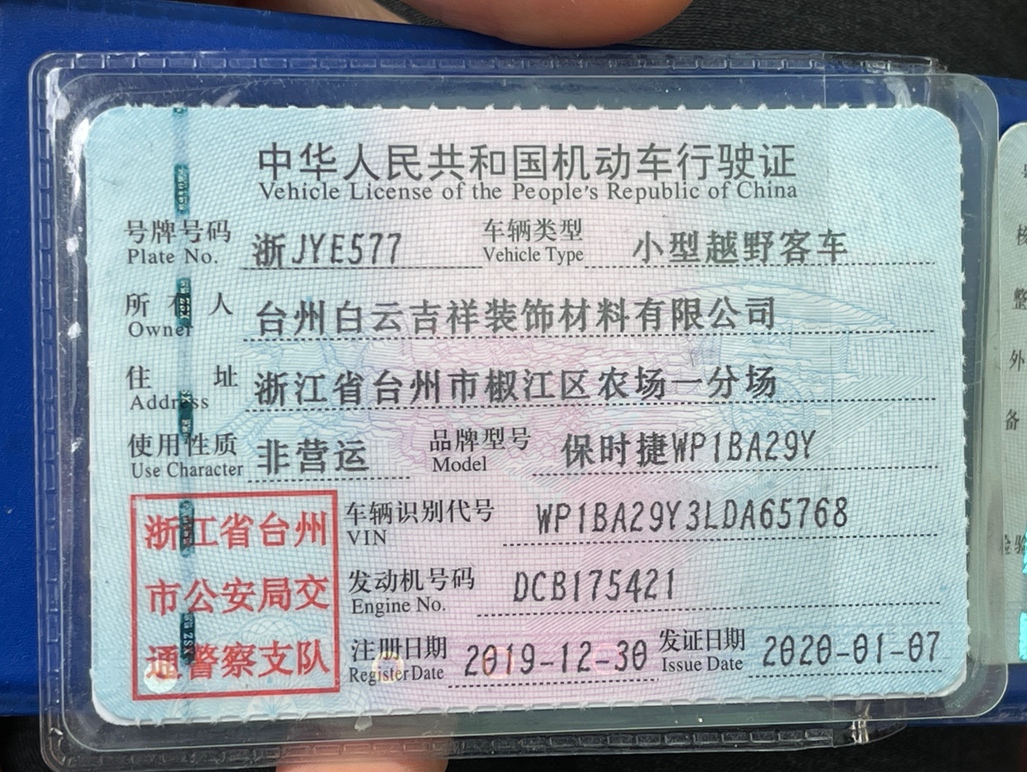 中华人民共和国机动车行驶证
Vehicle License of the People's Republic of China
号牌号码 浙JYE577 车辆类型 小型越野客车
Plate No. Vehicle Type
所有人 台州白云吉祥装饰材料有限公司
Owner
住址 浙江省台州市椒江区农场一分场
Address
使用性质 非营运 品牌型号 保时捷WP1BA29Y
Use Character Model
浙江省台州
市公安局交
通警察支队
车辆识别代号 WP1BA29Y3LDA65768
VIN
发动机号码 DCB175421
Engine No.
注册日期 2019-12-30 发证日期 2020-01-07
Register Date Issue Date
整
外
备